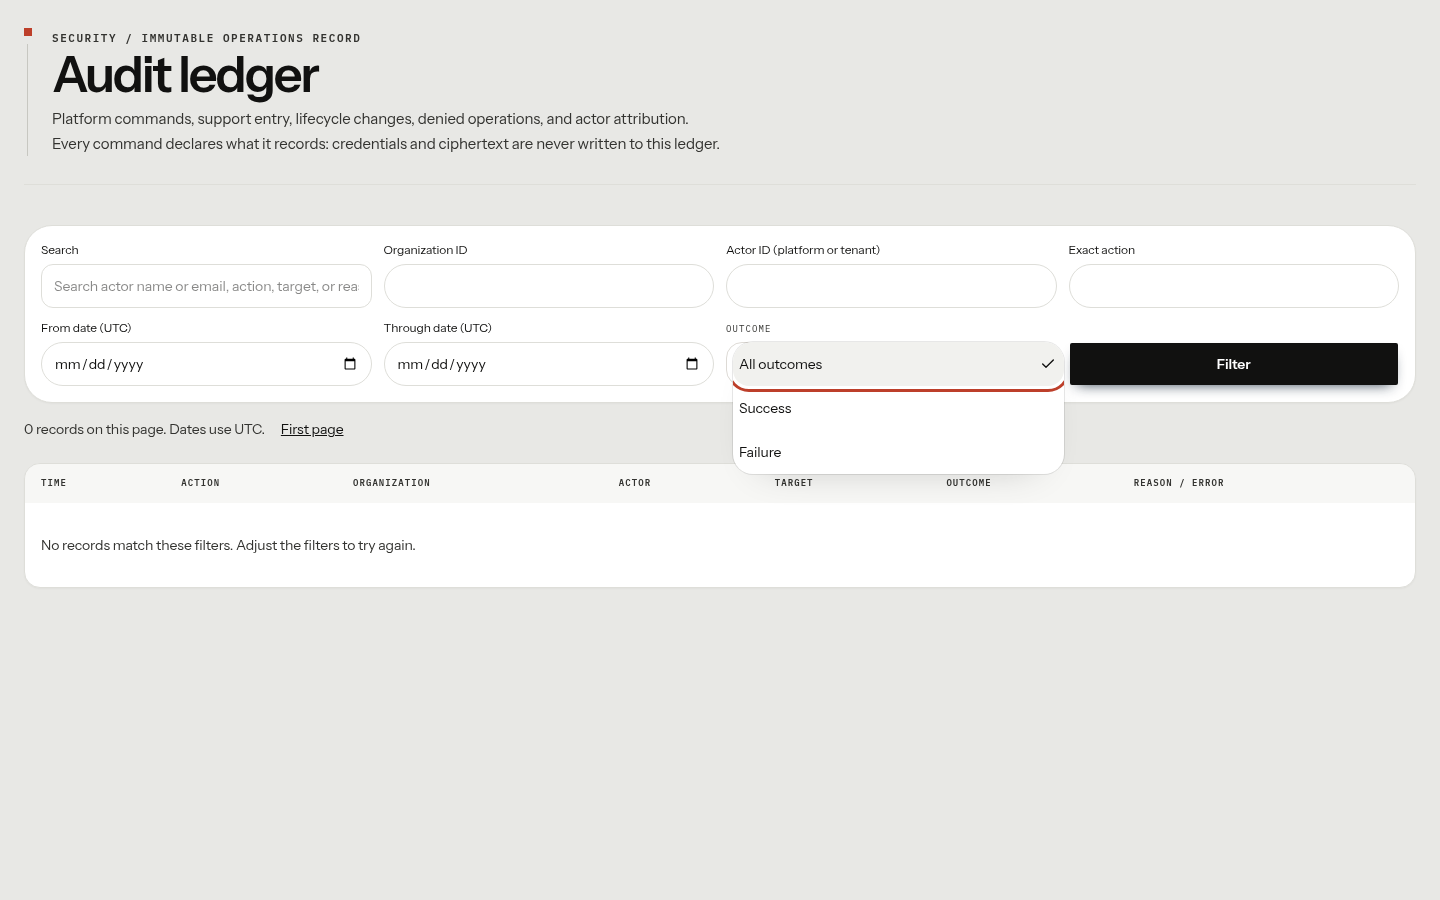 SECURITY / IMMUTABLE OPERATIONS RECORD
Audit ledger
Platform commands, support entry, lifecycle changes, denied operations, and actor attribution.
Every command declares what it records: credentials and ciphertext are never written to this ledger.
Search
Organization ID
Actor ID (platform or tenant)
Exact action
Search actor name or email, action, target, or rea
From date (UTC)
Through date (UTC)
OUTCOME
mm/dd/yyyy
mm/dd/yyyy
All outcomes
Filter
Success
Failure
0 records on this page. Dates use UTC. First page
TIME ACTION ORGANIZATION ACTOR TARGET OUTCOME REASON / ERROR
No records match these filters. Adjust the filters to try again.